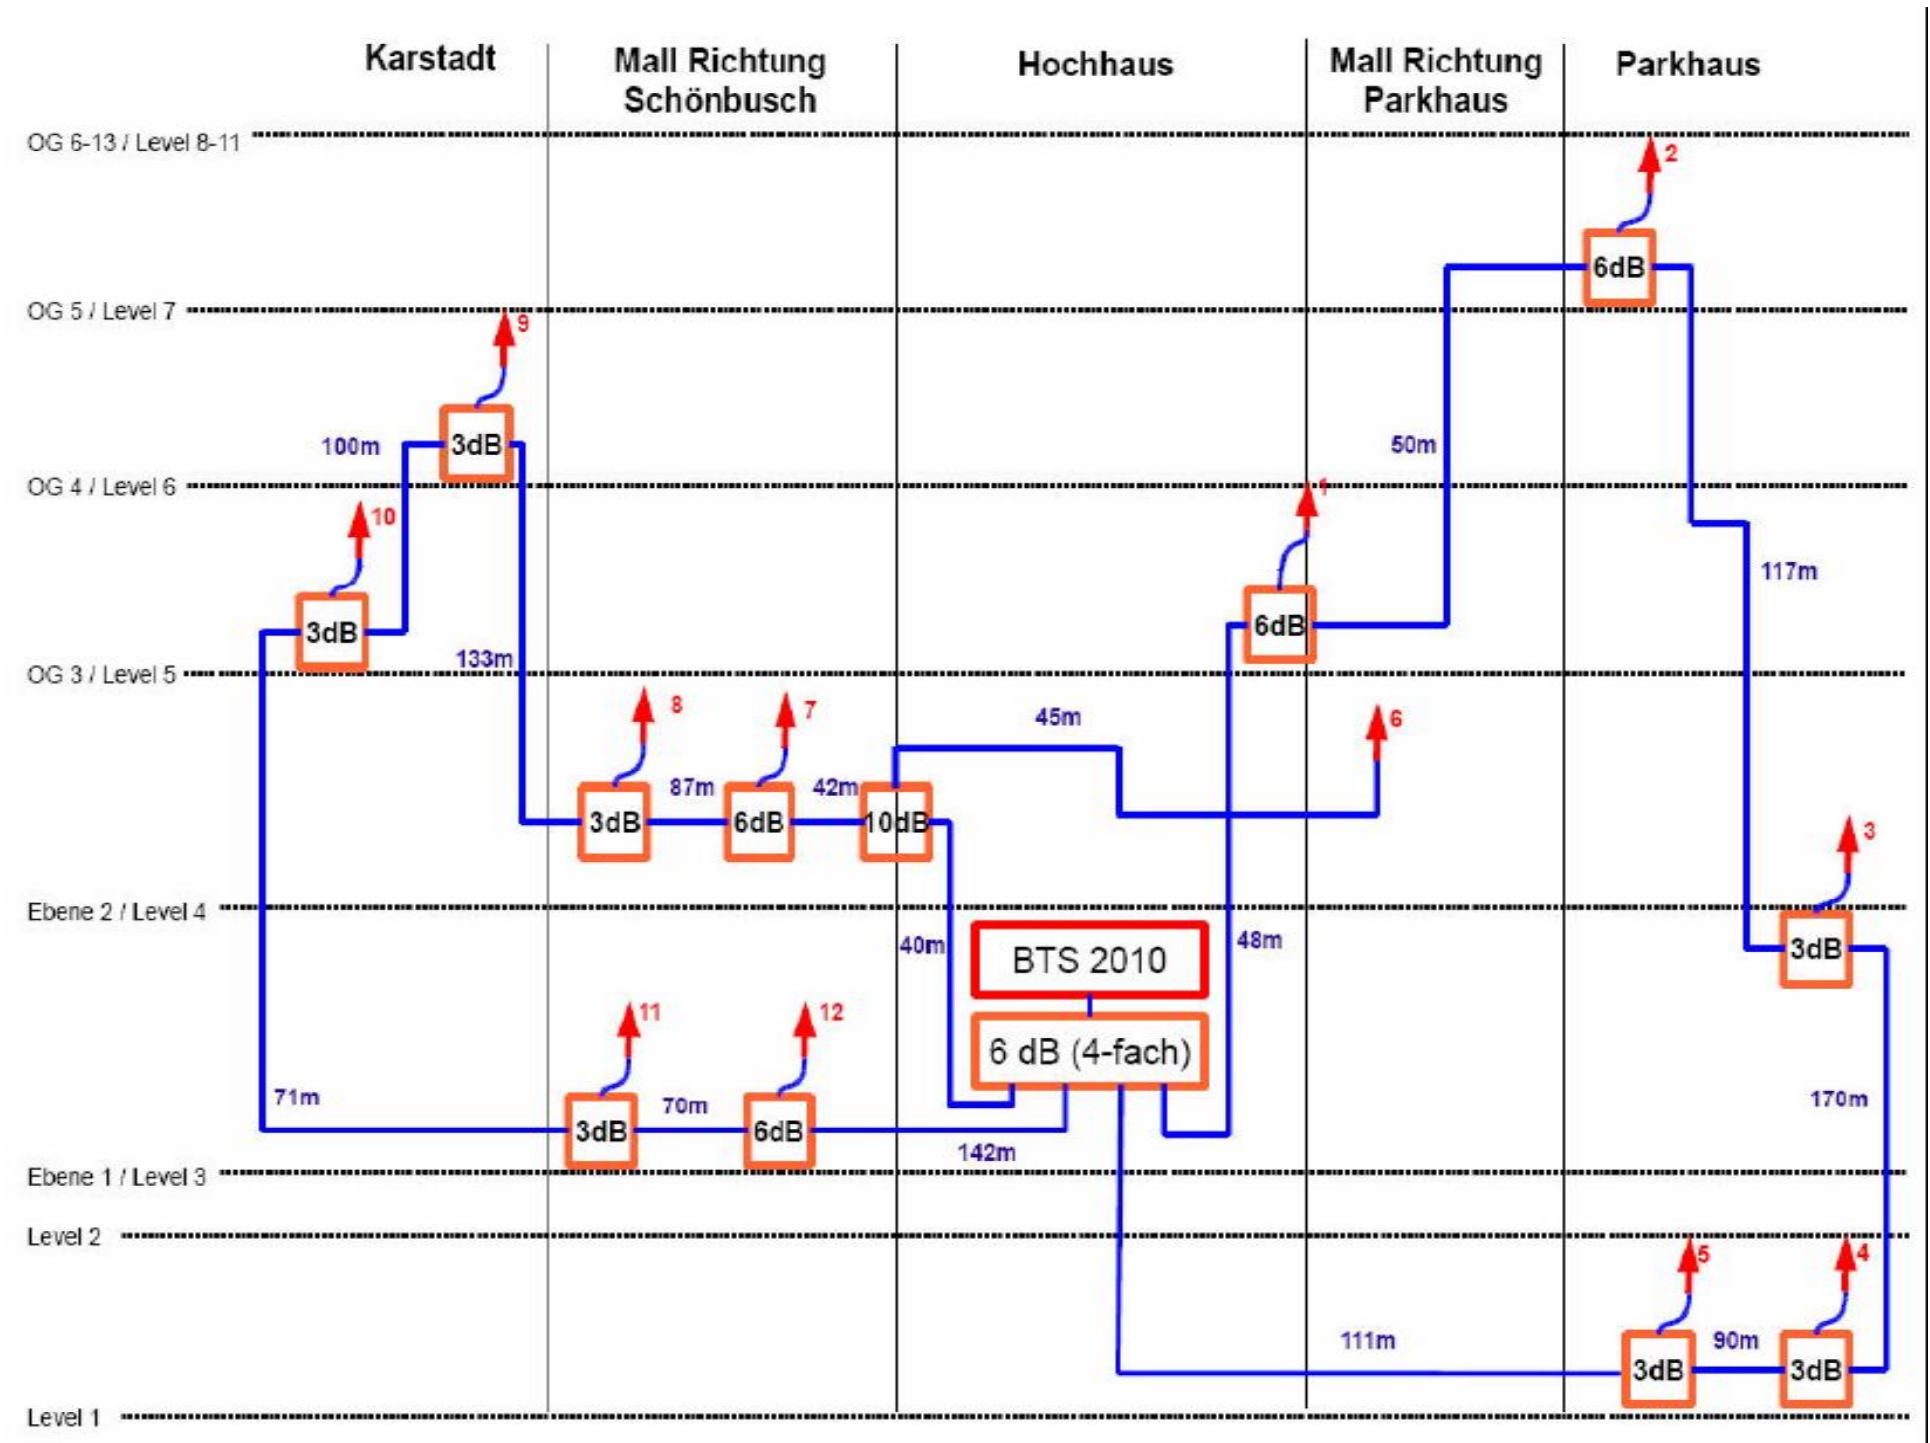 Karstadt
Mall Richtung
Schönbusch
Hochhaus
Mall Richtung
Parkhaus
Parkhaus
OG 6-13 / Level 8-11
2
6dB
OG 5 / Level 7
9
3dB
100m
50m
OG 4 / Level 6
1
10
117m
6dB
3dB
133m
OG 3 / Level 5
8
7
45m
6
87m
42m
3dB
6dB
10dB
3
Ebene 2 / Level 4
40m
48m
3dB
BTS 2010
11
12
6 dB (4-fach)
71m
70m
170m
3dB
6dB
142m
Ebene 1 / Level 3
Level 2
5
4
111m
90m
3dB
3dB
Level 1